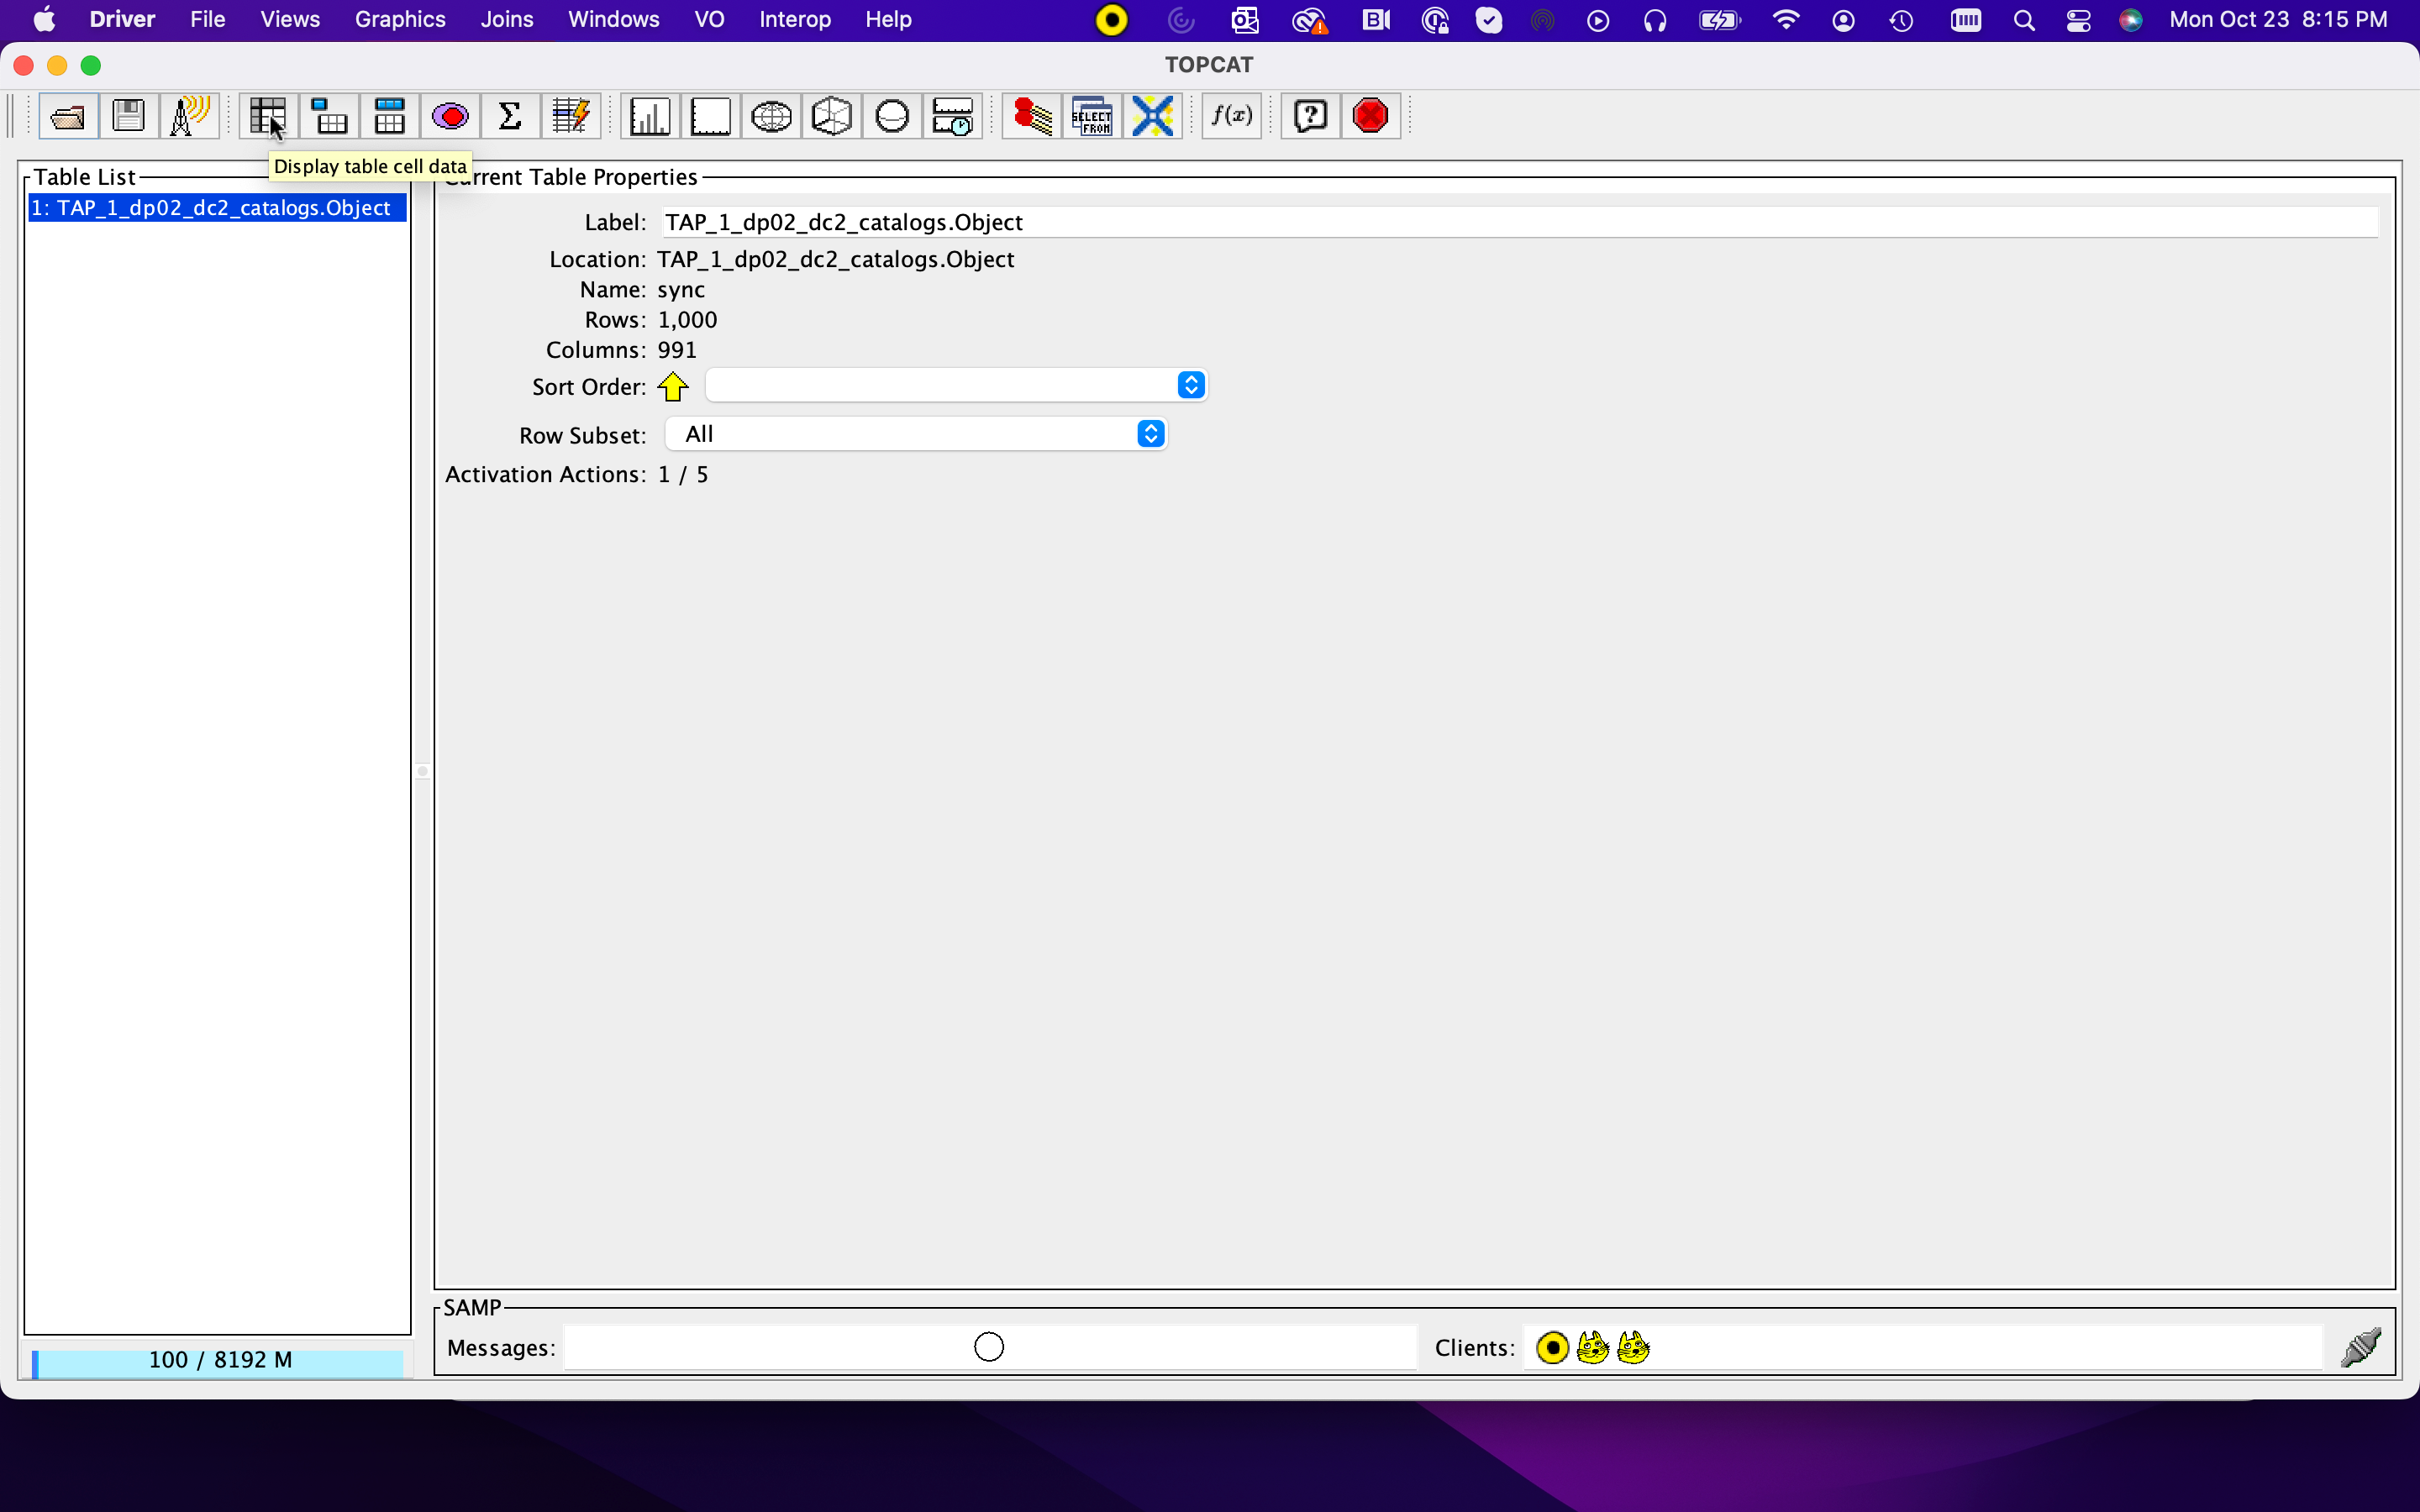 Driver File Views Graphics Joins Windows VO Interop Help Mon Oct 23 8:15 PM
TOPCAT
SELECT
FROM
f(x)
Display table cell data
Table List
1: TAP_1_dp02_dc2_catalogs.Object
100 / 8192 M
Current Table Properties
Label: TAP_1_dp02_dc2_catalogs.Object
Location: TAP_1_dp02_dc2_catalogs.Object
Name: sync
Rows: 1,000
Columns: 991
Sort Order:
Row Subset: All
Activation Actions: 1 / 5
SAMP
Messages:
Clients: